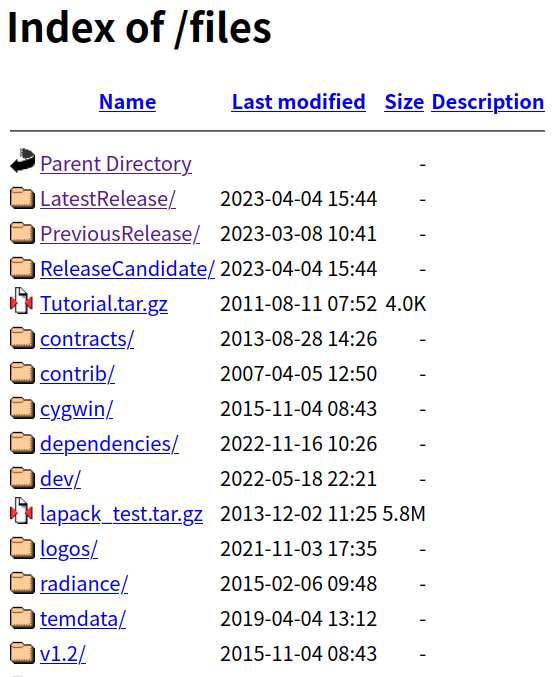 Index of /files
Name Last modified Size Description
Parent Directory -
LatestRelease/ 2023-04-04 15:44 -
PreviousRelease/ 2023-03-08 10:41 -
ReleaseCandidate/ 2023-04-04 15:44 -
Tutorial.tar.gz 2011-08-11 07:52 4.0K
contracts/ 2013-08-28 14:26 -
contrib/ 2007-04-05 12:50 -
cygwin/ 2015-11-04 08:43 -
dependencies/ 2022-11-16 10:26 -
dev/ 2022-05-18 22:21 -
lapack_test.tar.gz 2013-12-02 11:25 5.8M
logos/ 2021-11-03 17:35 -
radiance/ 2015-02-06 09:48 -
temdata/ 2019-04-04 13:12 -
v1.2/ 2015-11-04 08:43 -